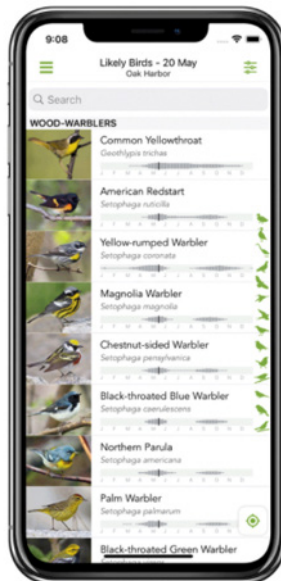 9:08
Likely Birds - 20 May
Oak Harbor
Search
WOOD-WARBLERS
Common Yellowthroat
Geothlypis trichas
J F M A M J J A S O N D
American Redstart
Setophaga ruticilla
J F M A M J J A S O N D
Yellow-rumped Warbler
Setophaga coronata
J F M A M J J A S O N D
Magnolia Warbler
Setophaga magnolia
J F M A M J J A S O N D
Chestnut-sided Warbler
Setophaga pensylvanica
J F M A M J J A S O N D
Black-throated Blue Warbler
Setophaga caerulescens
J F M A M J J A S O N D
Northern Parula
Setophaga americana
J F M A M J J A S O N D
Palm Warbler
Setophaga palmarum
J F M A M J J A S O N D
Black-throated Green Warbler